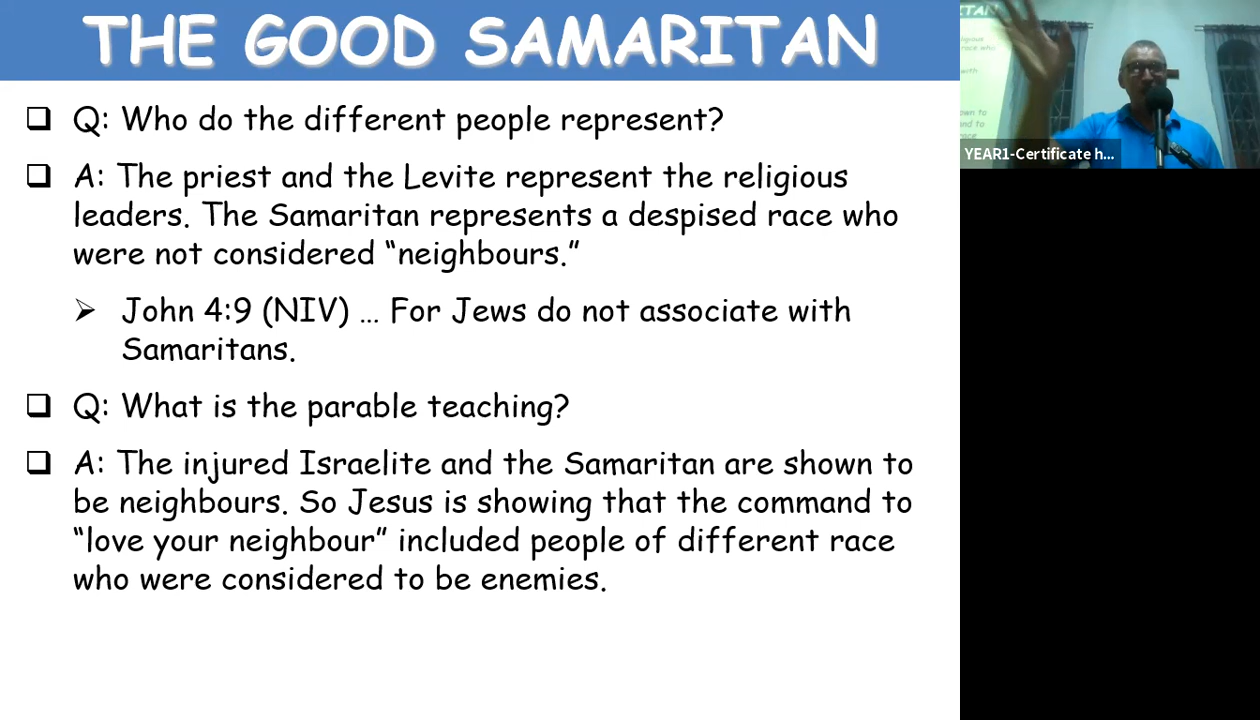 THE GOOD SAMARITAN
❑ Q: Who do the different people represent?
❑ A: The priest and the Levite represent the religious
leaders. The Samaritan represents a despised race who
were not considered “neighbours.”
➢ John 4:9 (NIV) … For Jews do not associate with
Samaritans.
❑ Q: What is the parable teaching?
❑ A: The injured Israelite and the Samaritan are shown to
be neighbours. So Jesus is showing that the command to
“love your neighbour” included people of different race
who were considered to be enemies.
YEAR1-Certificate h...